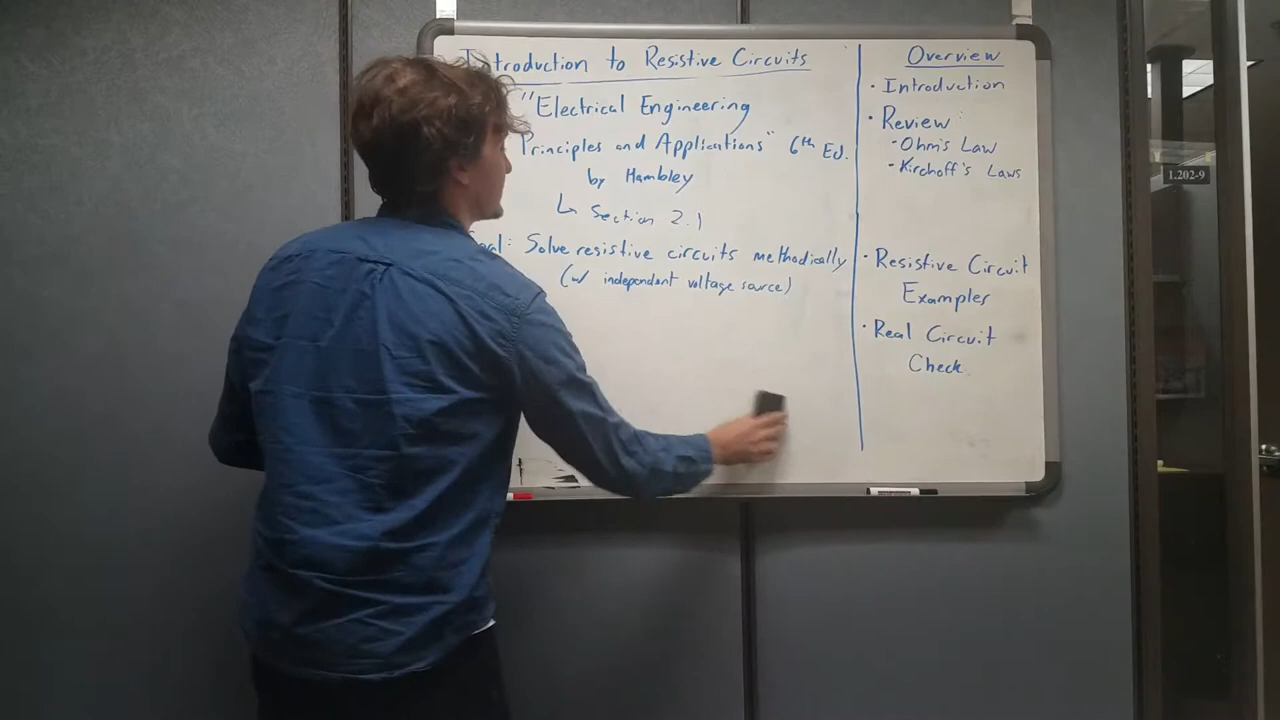 Introduction to Resistive Circuits
"Electrical Engineering
Principles and Applications" 6th Ed.
by Hambley
↳ Section 2.1
Goal: Solve resistive circuits methodically
(w/ independent voltage source)
Overview
· Introduction
· Review:
- Ohm's Law
- Kirchoff's Laws
· Resistive Circuit
Examples
· Real Circuit
Check
1.202-9